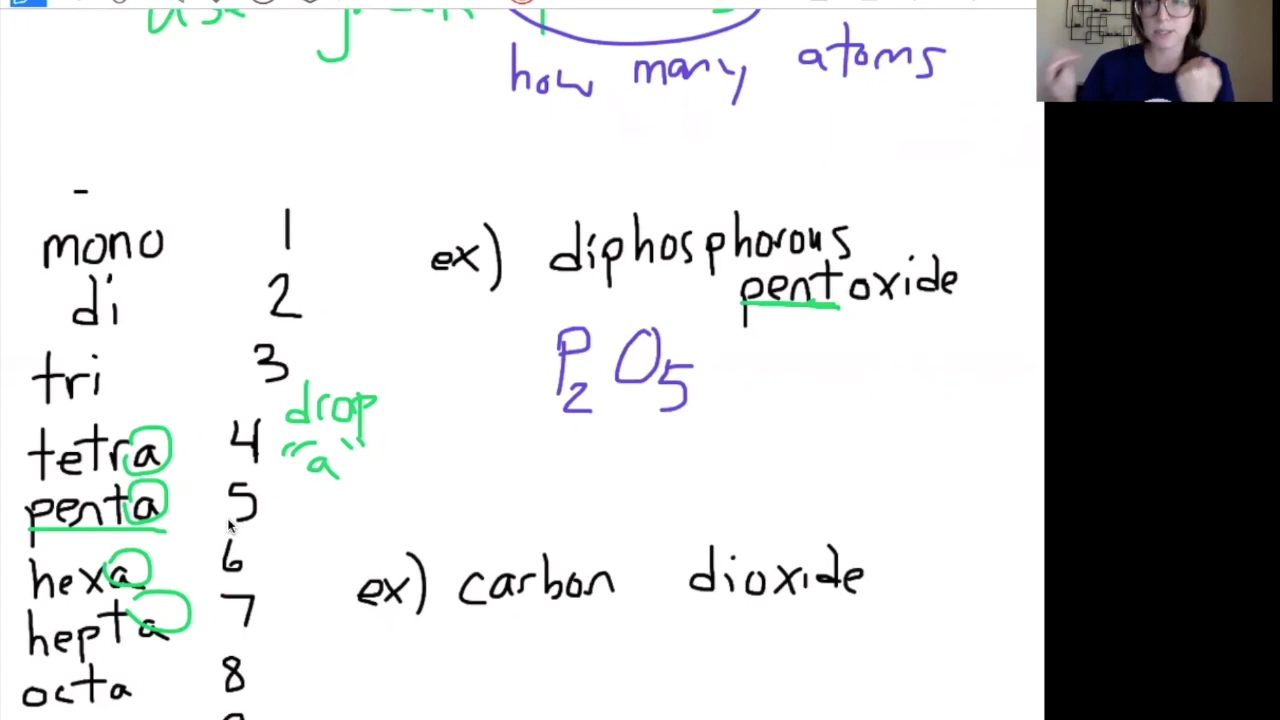 how many atoms
mono 1
di 2
tri 3
drop
tetra 4 "a"
penta 5
hexa 6
hepta 7
octa 8
ex) diphosphorous
pentoxide
P2O5
ex) carbon dioxide